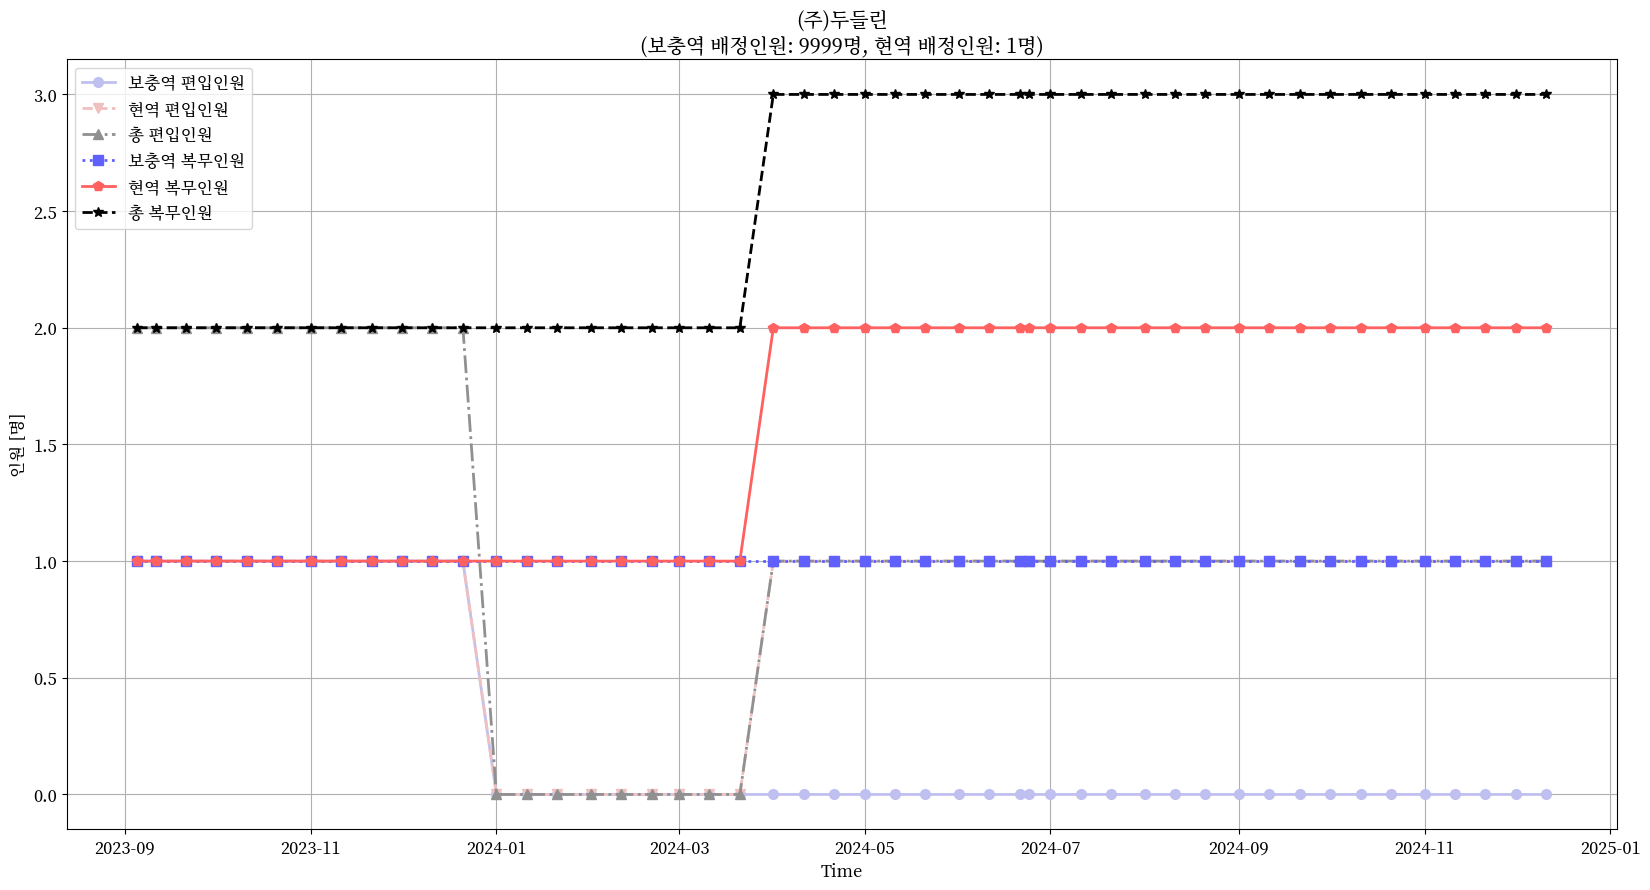 (주)두들린
(보충역 배정인원: 9999명, 현역 배정인원: 1명)
보충역 편입인원
현역 편입인원
총 편입인원
보충역 복무인원
현역 복무인원
총 복무인원
3.0
2.5
2.0
1.5
1.0
0.5
0.0
인원 [명]
2023-09
2023-11
2024-01
2024-03
2024-05
2024-07
2024-09
2024-11
2025-01
Time